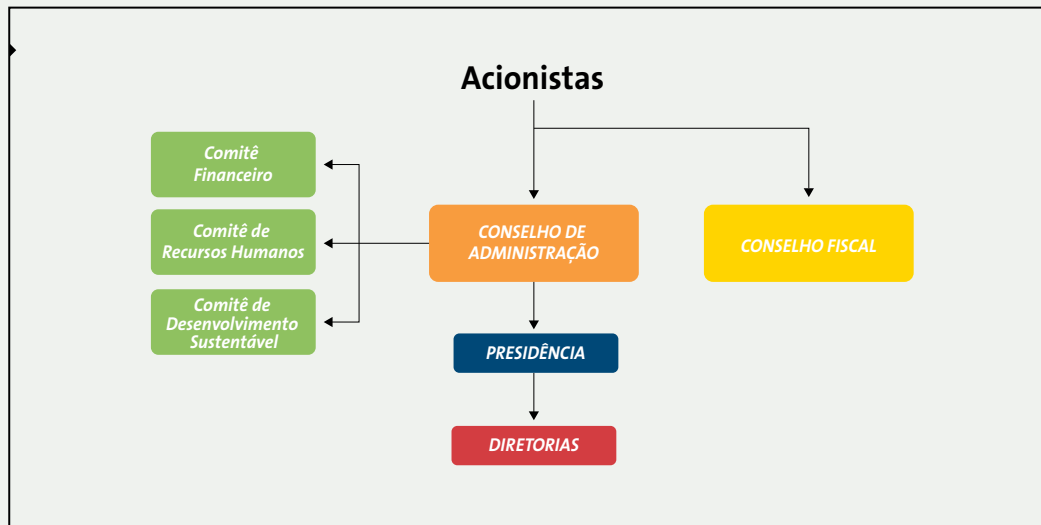 Acionistas
Comitê
Financeiro
Comitê de
Recursos Humanos
Comitê de
Desenvolvimento
Sustentável
CONSELHO DE
ADMINISTRAÇÃO
CONSELHO FISCAL
PRESIDÊNCIA
DIRETORIAS